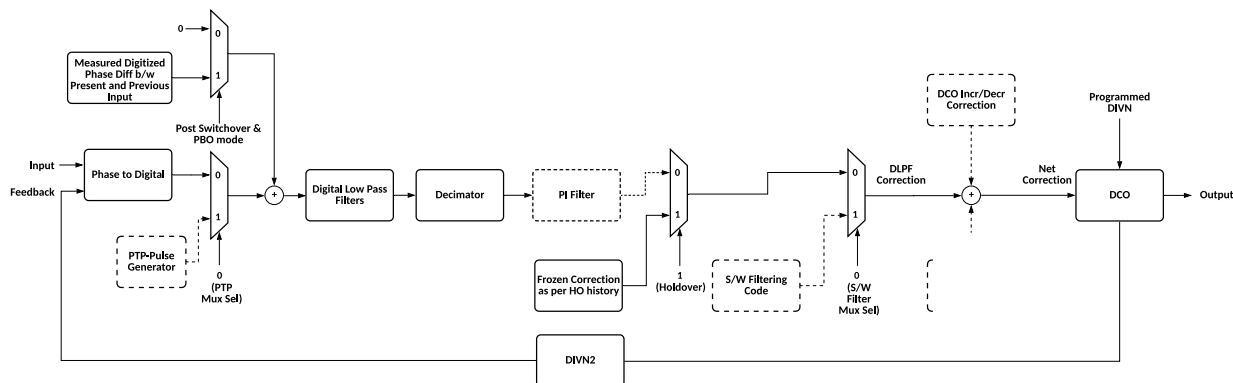 0
0
Measured Digitized
Phase Diff b/w
Present and Previous
Input
1
Post Switchover &
PBO mode
DCO Incr/Decr
Correction
Programmed
DIVN
Input
Feedback
Phase to Digital
0
1
+
Digital Low Pass
Filters
Decimator
PI Filter
0
1
0
1
DLPF
Correction
+
Net
Correction
DCO
Output
PTP-Pulse
Generator
0
(PTP
Mux Sel)
Frozen Correction
as per HO history
1
(Holdover)
S/W Filtering
Code
0
(S/W
Filter
Mux Sel)
DIVN2